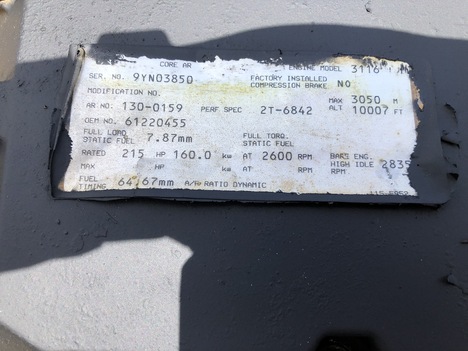 CORE AR ENGINE MODEL 3116
SER. NO. 9YN03850 FACTORY INSTALLED COMPRESSION BRAKE NO
MODIFICATION NO.
AR NO. 130-0159 PERF SPEC 2T-6842 MAX ALT 3050 M 10007 FT
OEM NO. 61220455
FULL LOAD STATIC FUEL 7.87mm FULL TORQ. STATIC FUEL
RATED 215 HP 160.0 kw AT 2600 RPM BARE ENG. HIGH IDLE RPM 2835
MAX HP kw AT RPM
FUEL TIMING 64.67mm A/R RATIO DYNAMIC